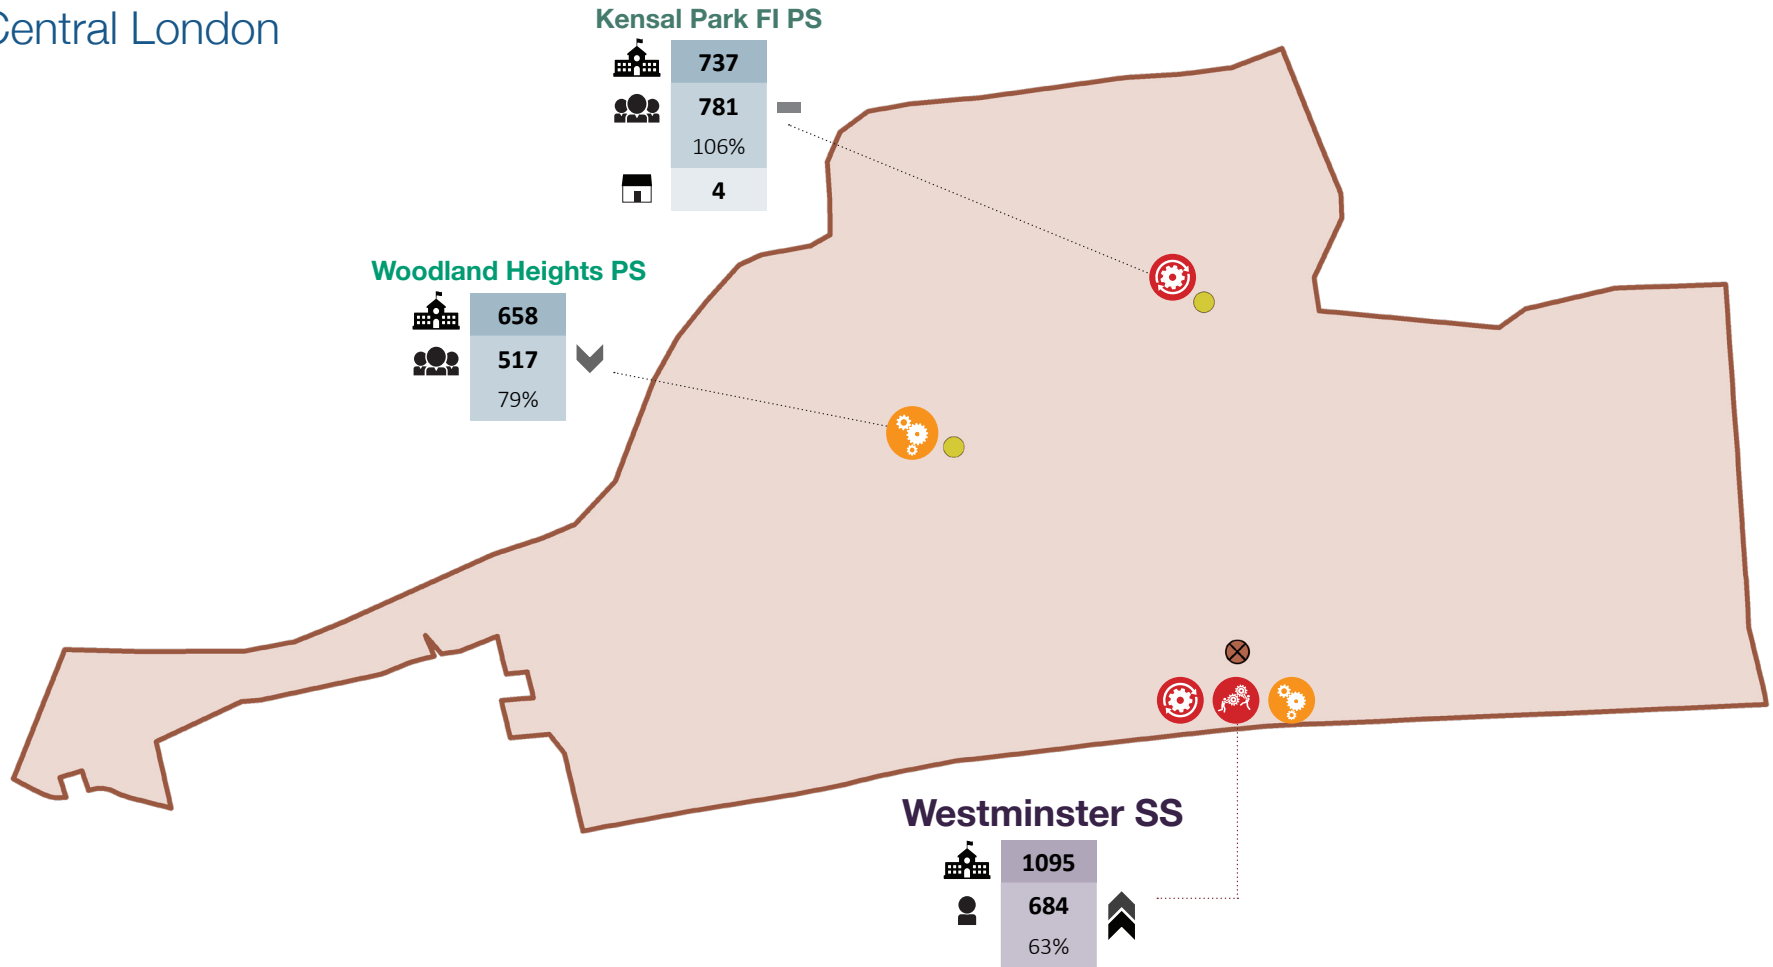 Central London
Kensal Park FI PS
737
781
106%
4
Woodland Heights PS
658
517
79%
Westminster SS
1095
684
63%